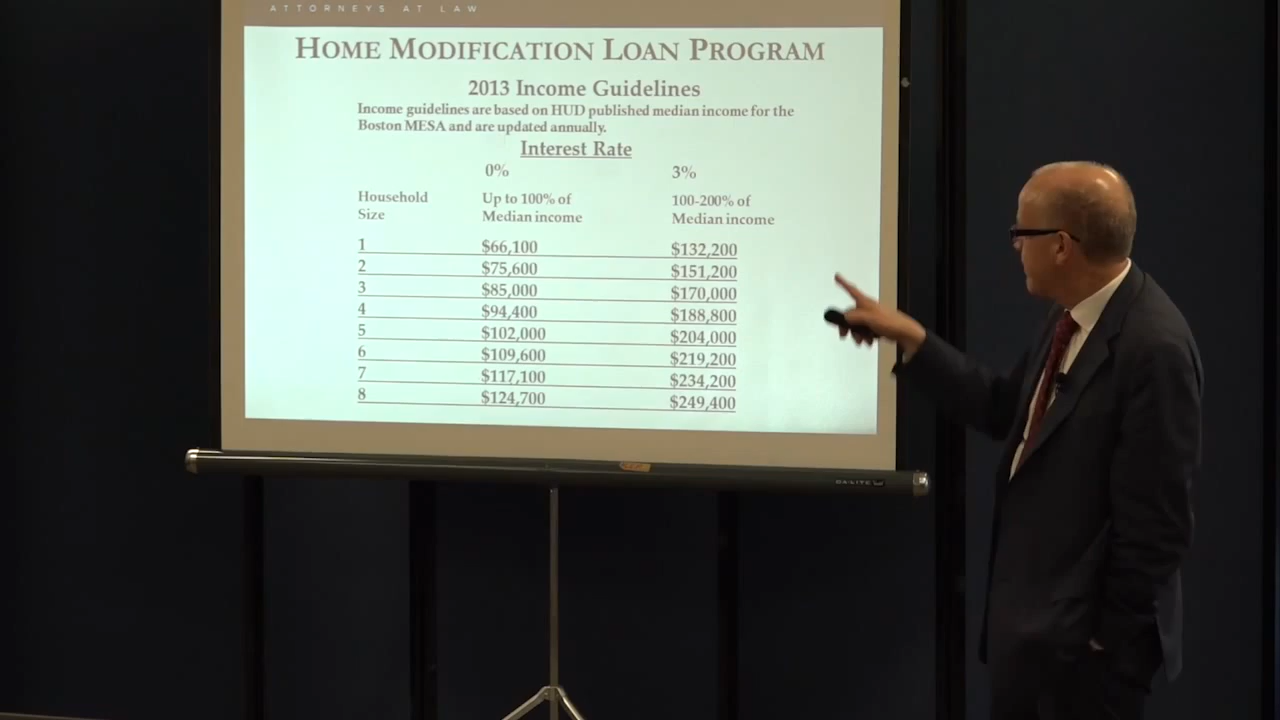 ATTORNEYS AT LAW
HOME MODIFICATION LOAN PROGRAM
2013 Income Guidelines
Income guidelines are based on HUD published median income for the
Boston MESA and are updated annually.
Interest Rate
0% 3%
Household Size Up to 100% of Median income 100-200% of Median income
1 $66,100 $132,200
2 $75,600 $151,200
3 $85,000 $170,000
4 $94,400 $188,800
5 $102,000 $204,000
6 $109,600 $219,200
7 $117,100 $234,200
8 $124,700 $249,400
DA-LITE